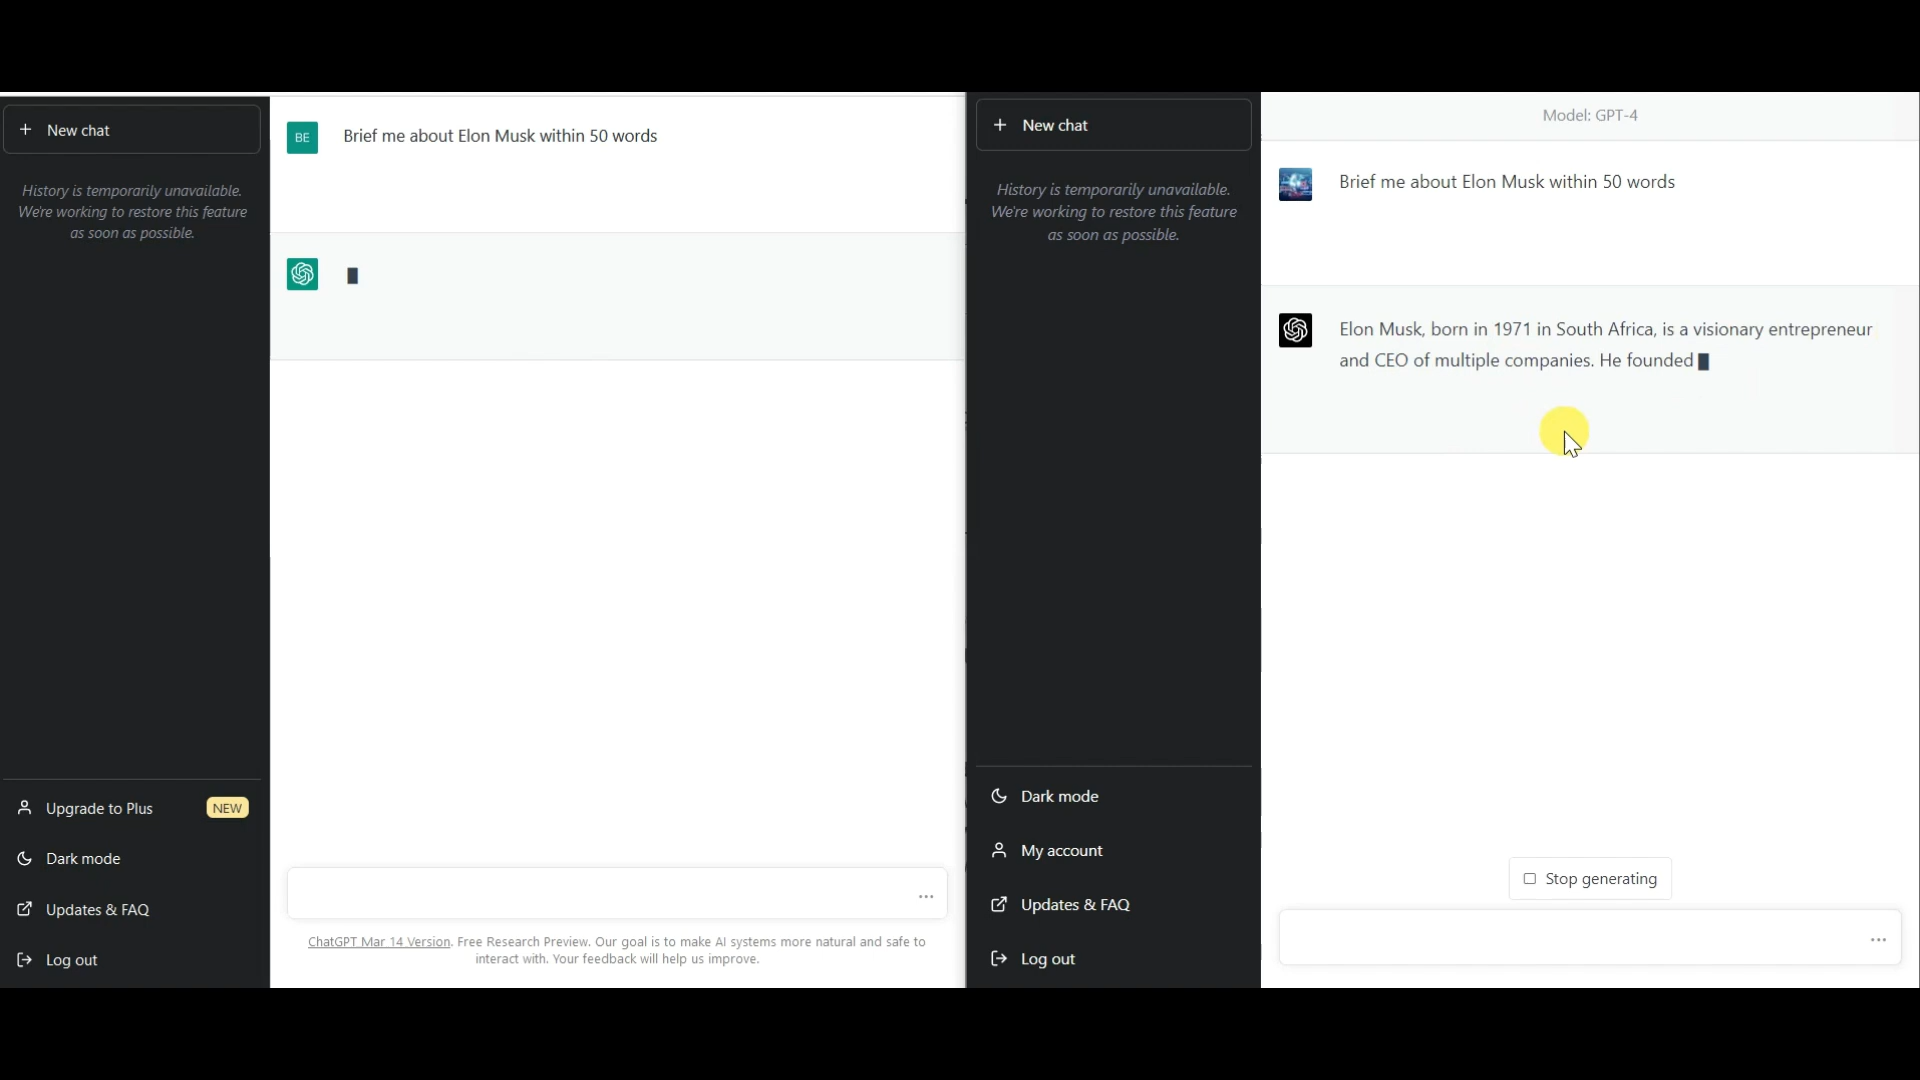 New chat
History is temporarily unavailable.
We're working to restore this feature
as soon as possible.
Upgrade to Plus NEW
Dark mode
Updates & FAQ
Log out
BE Brief me about Elon Musk within 50 words
ChatGPT Mar 14 Version. Free Research Preview. Our goal is to make AI systems more natural and safe to
interact with. Your feedback will help us improve.
New chat
History is temporarily unavailable.
We're working to restore this feature
as soon as possible.
Dark mode
My account
Updates & FAQ
Log out
Model: GPT-4
Brief me about Elon Musk within 50 words
Elon Musk, born in 1971 in South Africa, is a visionary entrepreneur
and CEO of multiple companies. He founded
Stop generating